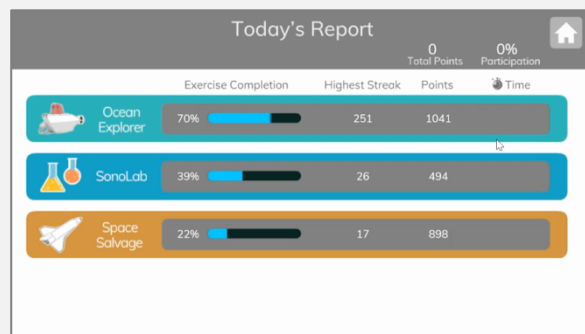 Today's Report
0
Total Points
0%
Participation
Exercise Completion Highest Streak Points Time
Ocean
Explorer
70% 251 1041
SonoLab 39% 26 494
Space
Salvage
22% 17 898